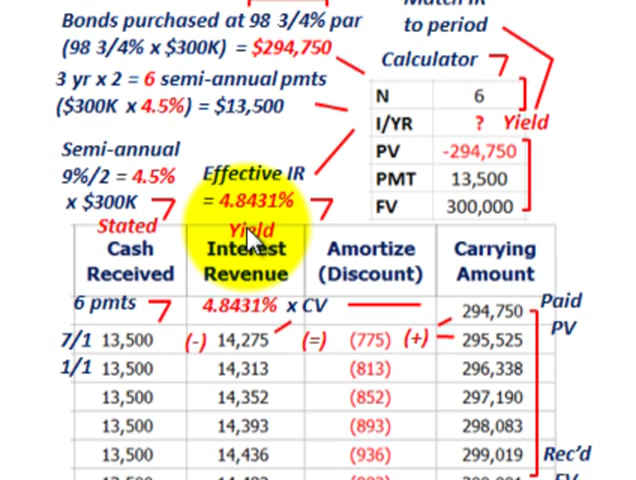 to period
Bonds purchased at 98 3/4% par
(98 3/4% x $300K) = $294,750
Calculator
3 yr x 2 = 6 semi-annual pmts
($300K x 4.5%) = $13,500
N 6
I/YR ? Yield
PV -294,750
PMT 13,500
FV 300,000
Semi-annual
9%/2 = 4.5%
x $300K
Stated
Effective IR
= 4.8431%
Yield
Cash Received
Interest Revenue
Amortize (Discount)
Carrying Amount
6 pmts 4.8431% x CV 294,750 Paid PV
7/1 13,500 (-) 14,275 (=) (775) (+) 295,525
1/1 13,500 14,313 (813) 296,338
13,500 14,352 (852) 297,190
13,500 14,393 (893) 298,083
13,500 14,436 (936) 299,019 Rec'd